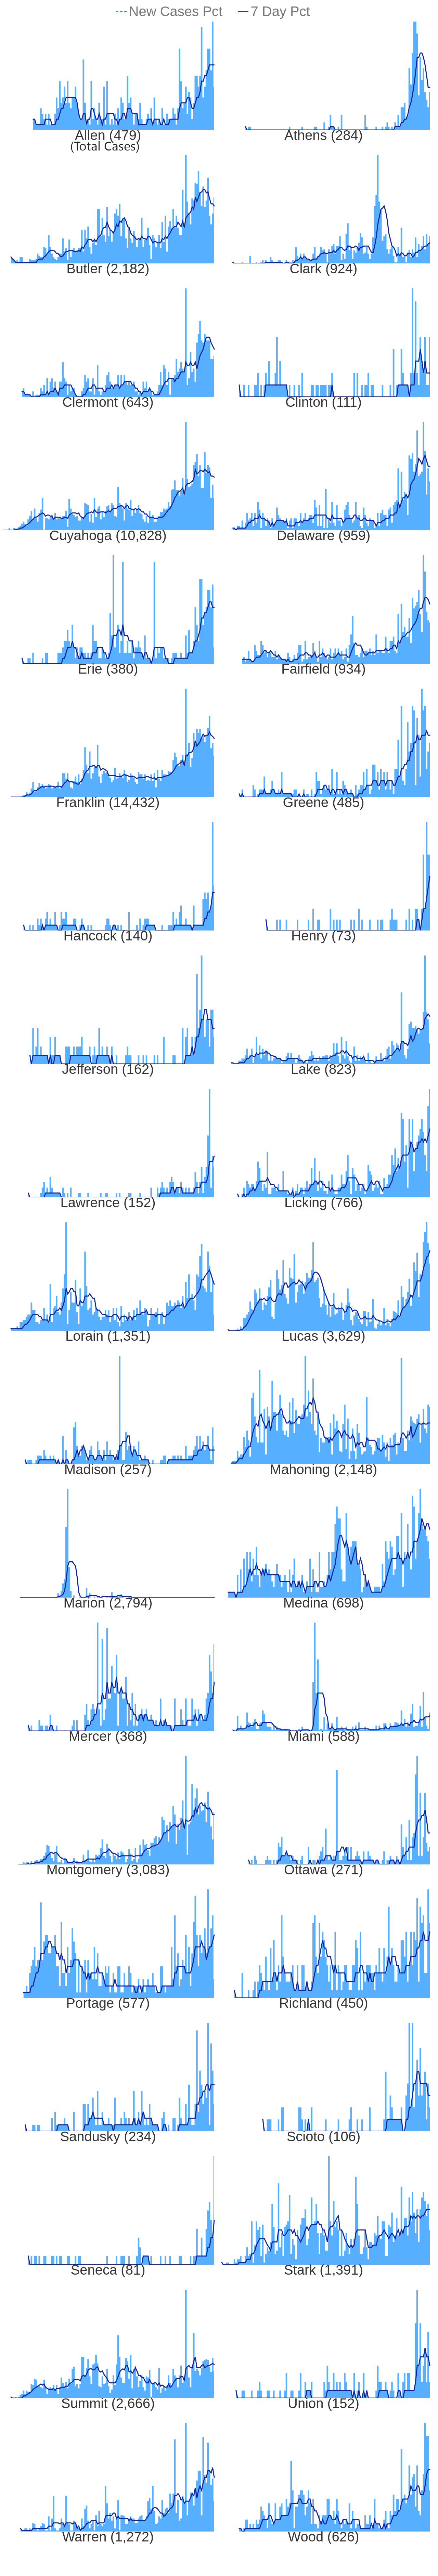 New Cases Pct 7 Day Pct
Allen (479) Athens (284)
(Total Cases)
Butler (2,182) Clark (924)
Clermont (643) Clinton (111)
Cuyahoga (10,828) Delaware (959)
Erie (380) Fairfield (934)
Franklin (14,432) Greene (485)
Hancock (140) Henry (73)
Jefferson (162) Lake (823)
Lawrence (152) Licking (766)
Lorain (1,351) Lucas (3,629)
Madison (257) Mahoning (2,148)
Marion (2,794) Medina (698)
Mercer (368) Miami (588)
Montgomery (3,083) Ottawa (271)
Portage (577) Richland (450)
Sandusky (234) Scioto (106)
Seneca (81) Stark (1,391)
Summit (2,666) Union (152)
Warren (1,272) Wood (626)